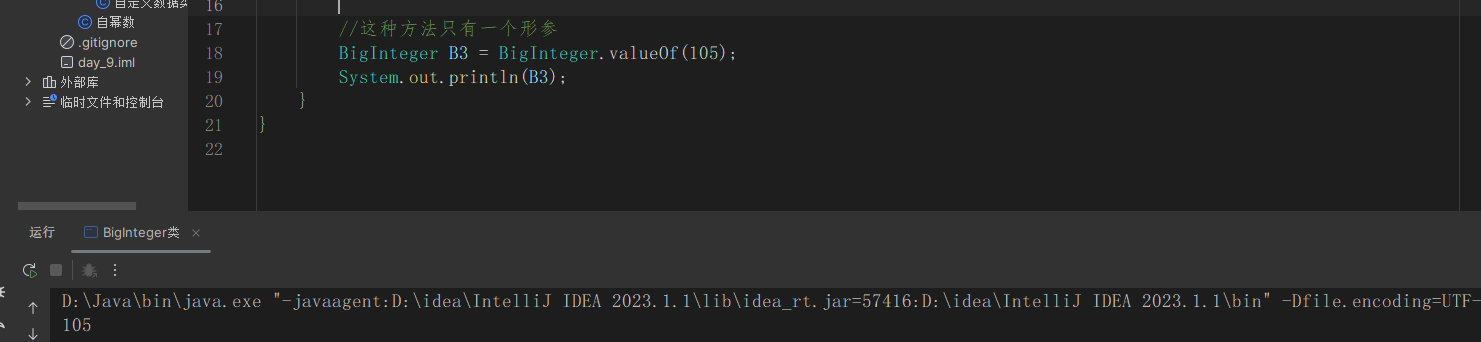 自定义数据类
16
自幂数
17 //这种方法只有一个形参
.gitignore
18 BigInteger B3 = BigInteger.valueOf(105);
day_9.iml
19 System.out.println(B3);
外部库
20 }
临时文件和控制台
21 }
22
运行 BigInteger类
D:\Java\bin\java.exe "-javaagent:D:\idea\IntelliJ IDEA 2023.1.1\lib\idea_rt.jar=57416:D:\idea\IntelliJ IDEA 2023.1.1\bin" -Dfile.encoding=UTF-
105